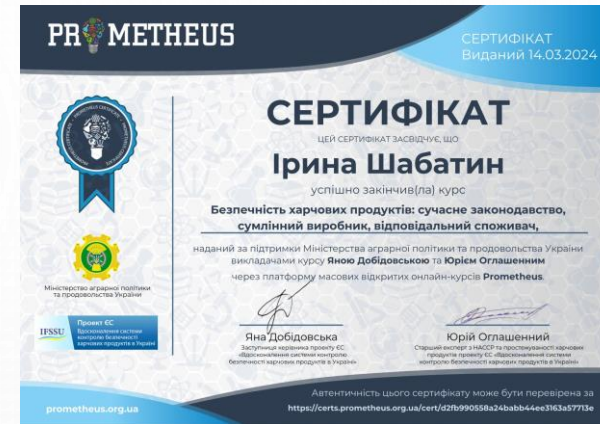 PROMETHEUS
СЕРТИФІКАТ
Виданий 14.03.2024
СЕРТИФІКАТ
ЦЕЙ СЕРТИФІКАТ ЗАСВІДЧУЄ, ЩО
Ірина Шабатин
успішно закінчив(ла) курс
Безпечність харчових продуктів: сучасне законодавство,
сумлінний виробник, відповідальний споживач,
наданий за підтримки Міністерства аграрної політики та продовольства України
викладачами курсу Яною Добідовською та Юрієм Оглашенним
через платформу масових відкритих онлайн-курсів Prometheus.
Міністерство аграрної політики
та продовольства України
IFSSU
Проект ЄС
Вдосконалення системи
контролю безпечності
харчових продуктів в Україні
Яна Добідовська
Заступниця керівника проекту ЄС
«Вдосконалення системи контролю
безпечності харчових продуктів в Україні»
Юрій Оглашенний
Старший експерт з НАССР та простежуваності харчових
продуктів проекту ЄС «Вдосконалення системи
контролю безпечності харчових продуктів в Україні»
Автентичність цього сертифікату може бути перевірена за
prometheus.org.ua
https://certs.prometheus.org.ua/cert/d2fb990558a24babb44ee3163a57713e